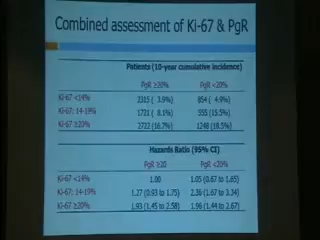 Combined assessment of Ki-67 & PgR
Patients (10-year cumulative incidence)
PgR ≥20% PgR <20%
Ki-67 <14% 2315 ( 3.9%) 854 ( 4.9%)
Ki-67: 14-19% 1721 ( 8.1%) 555 (15.5%)
Ki-67 ≥20% 2722 (16.7%) 1248 (18.5%)
Hazards Ratio (95% CI)
PgR ≥20 PgR <20%
Ki-67 <14% 1.00 1.05 (0.67 to 1.65)
Ki-67: 14-19% 1.27 (0.93 to 1.75) 2.36 (1.67 to 3.34)
Ki-67 ≥20% 1.93 (1.45 to 2.58) 1.96 (1.44 to 2.67)